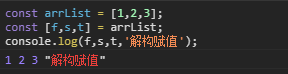 const arrList = [1,2,3];
const [f,s,t] = arrList;
console.log(f,s,t,'解构赋值');
1 2 3 "解构赋值"